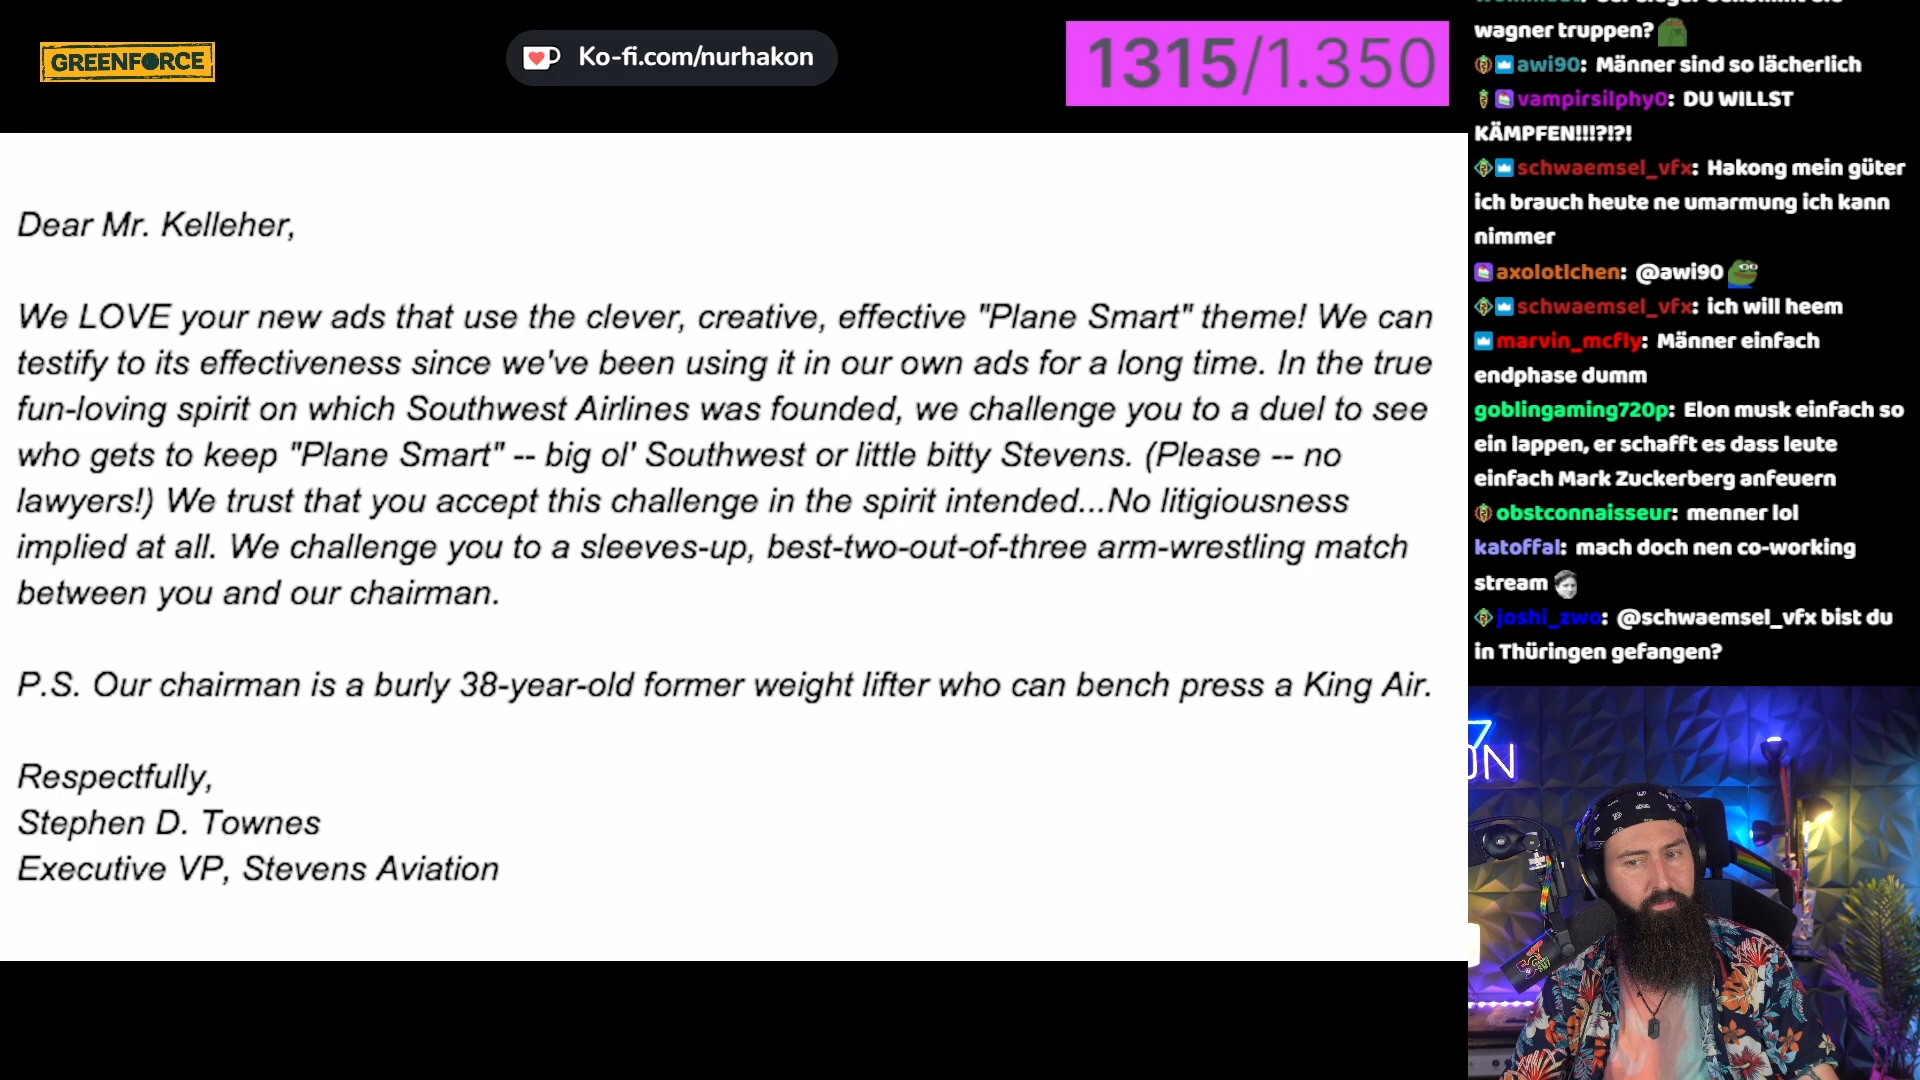 GREENFORCE
Ko-fi.com/nurhakon
1315/1.350
Dear Mr. Kelleher,
We LOVE your new ads that use the clever, creative, effective "Plane Smart" theme! We can
testify to its effectiveness since we've been using it in our own ads for a long time. In the true
fun-loving spirit on which Southwest Airlines was founded, we challenge you to a duel to see
who gets to keep "Plane Smart" -- big ol' Southwest or little bitty Stevens. (Please -- no
lawyers!) We trust that you accept this challenge in the spirit intended...No litigiousness
implied at all. We challenge you to a sleeves-up, best-two-out-of-three arm-wrestling match
between you and our chairman.
P.S. Our chairman is a burly 38-year-old former weight lifter who can bench press a King Air.
Respectfully,
Stephen D. Townes
Executive VP, Stevens Aviation
wagner truppen?
awi90: Männer sind so lächerlich
vampirsilphy0: DU WILLST
KÄMPFEN!!!?!?!
schwaemsel_vfx: Hakong mein güter
ich brauch heute ne umarmung ich kann
nimmer
axolotlchen: @awi90
schwaemsel_vfx: ich will heem
marvin_mcfly: Männer einfach
endphase dumm
goblingaming720p: Elon musk einfach so
ein lappen, er schafft es dass leute
einfach Mark Zuckerberg anfeuern
obstconnaisseur: menner lol
katoffal: mach doch nen co-working
stream
joshi_zwo: @schwaemsel_vfx bist du
in Thüringen gefangen?
ON